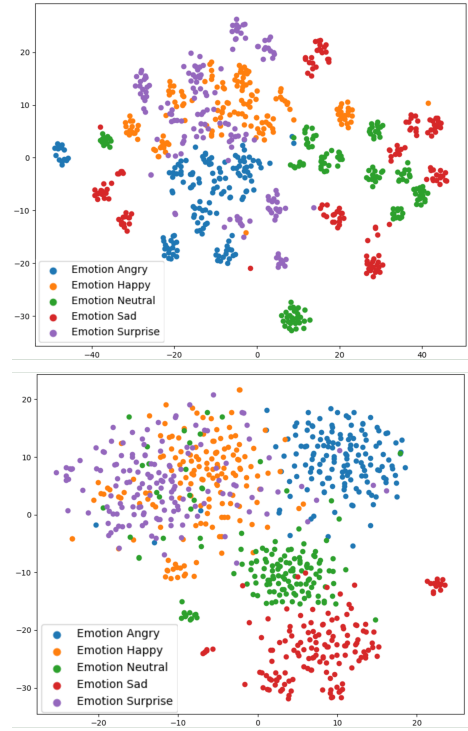 20
10
0
−10
−20
−30
Emotion Angry
Emotion Happy
Emotion Neutral
Emotion Sad
Emotion Surprise
−40 −20 0 20 40
20
10
0
−10
−20
−30
Emotion Angry
Emotion Happy
Emotion Neutral
Emotion Sad
Emotion Surprise
−20 −10 0 10 20